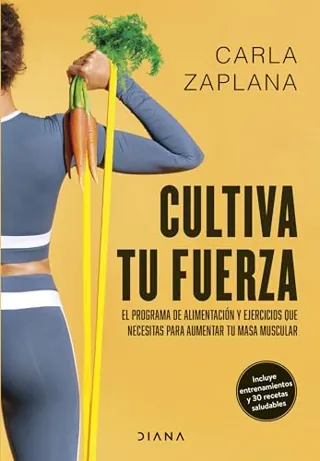 CARLA
ZAPLANA
CULTIVA
TU FUERZA
EL PROGRAMA DE ALIMENTACIÓN Y EJERCICIOS QUE
NECESITAS PARA AUMENTAR TU MASA MUSCULAR
Incluye
entrenamientos
y 30 recetas
saludables
DIANA